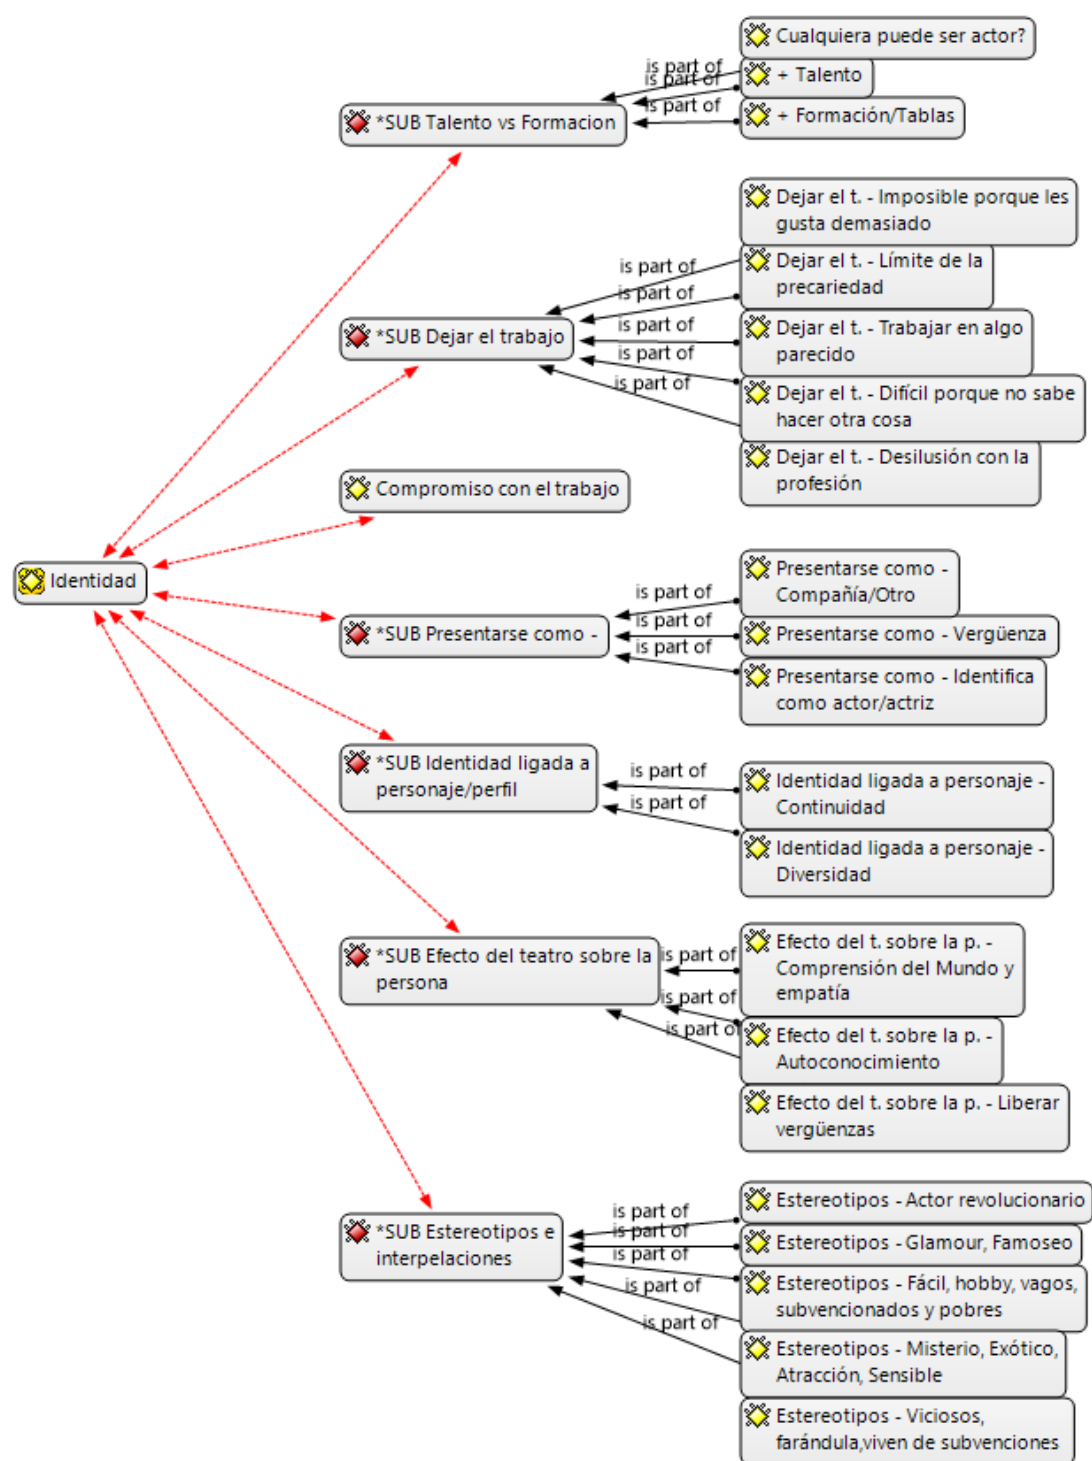 Cualquiera puede ser actor?
is part of
is part of
+ Talento
is part of
*SUB Talento vs Formacion
+ Formación/Tablas
Dejar el t. - Imposible porque les
gusta demasiado
is part of
Dejar el t. - Límite de la
precariedad
is part of
*SUB Dejar el trabajo
is part of
Dejar el t. - Trabajar en algo
parecido
is part of
is part of
Dejar el t. - Difícil porque no sabe
hacer otra cosa
Dejar el t. - Desilusión con la
profesión
Compromiso con el trabajo
Identidad
is part of
Presentarse como -
Compañía/Otro
*SUB Presentarse como -
is part of
Presentarse como - Vergüenza
is part of
Presentarse como - Identifica
como actor/actriz
*SUB Identidad ligada a
personaje/perfil
is part of
Identidad ligada a personaje -
Continuidad
is part of
Identidad ligada a personaje -
Diversidad
*SUB Efecto del teatro sobre la
persona
is part of
Efecto del t. sobre la p. -
Comprensión del Mundo y
empatía
is part of
is part of
Efecto del t. sobre la p. -
Autoconocimiento
Efecto del t. sobre la p. - Liberar
vergüenzas
*SUB Estereotipos e
interpelaciones
is part of
Estereotipos - Actor revolucionario
is part of
Estereotipos - Glamour, Famoseo
is part of
Estereotipos - Fácil, hobby, vagos,
subvencionados y pobres
is part of
is part of
Estereotipos - Misterio, Exótico,
Atracción, Sensible
Estereotipos - Viciosos,
farándula,viven de subvenciones